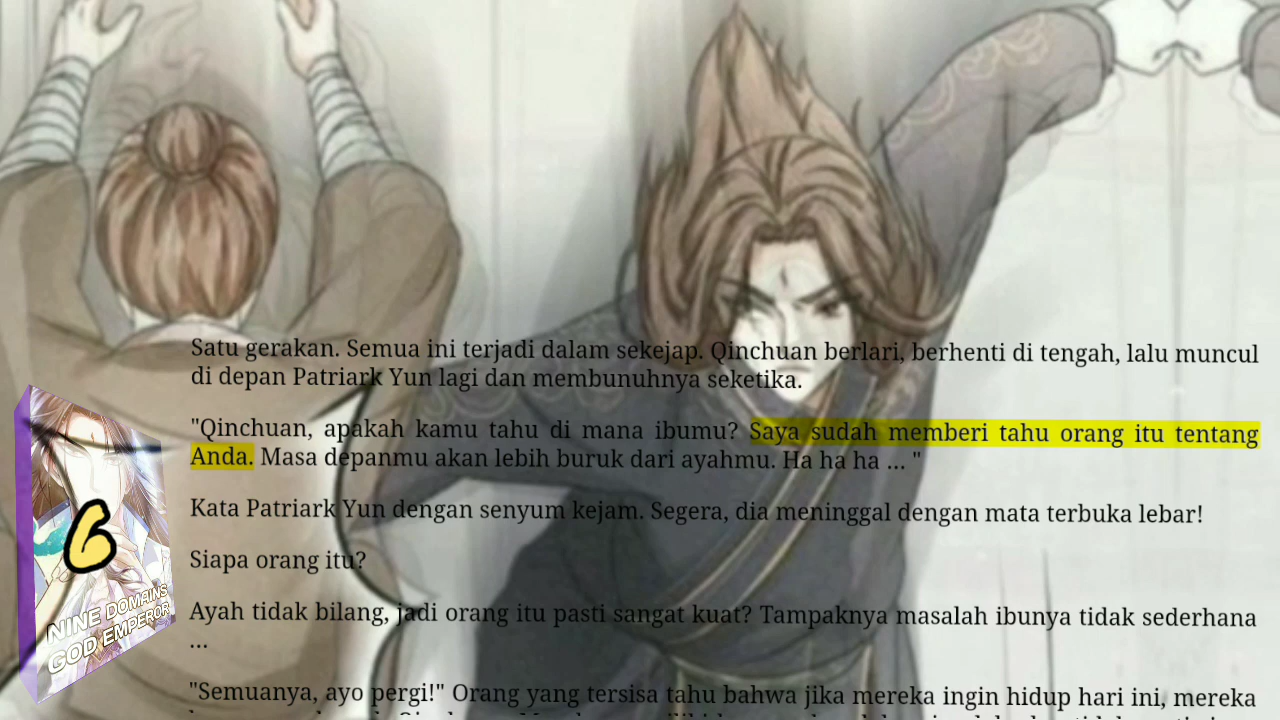 Satu gerakan. Semua ini terjadi dalam sekejap. Qinchuan berlari, berhenti di tengah, lalu muncul
di depan Patriark Yun lagi dan membunuhnya seketika.
"Qinchuan, apakah kamu tahu di mana ibumu? Saya sudah memberi tahu orang itu tentang
Anda. Masa depanmu akan lebih buruk dari ayahmu. Ha ha ha ... "
Kata Patriark Yun dengan senyum kejam. Segera, dia meninggal dengan mata terbuka lebar!
Siapa orang itu?
Ayah tidak bilang, jadi orang itu pasti sangat kuat? Tampaknya masalah ibunya tidak sederhana
...
"Semuanya, ayo pergi!" Orang yang tersisa tahu bahwa jika mereka ingin hidup hari ini, mereka
6
NINE DOMAINS
GOD EMPEROR